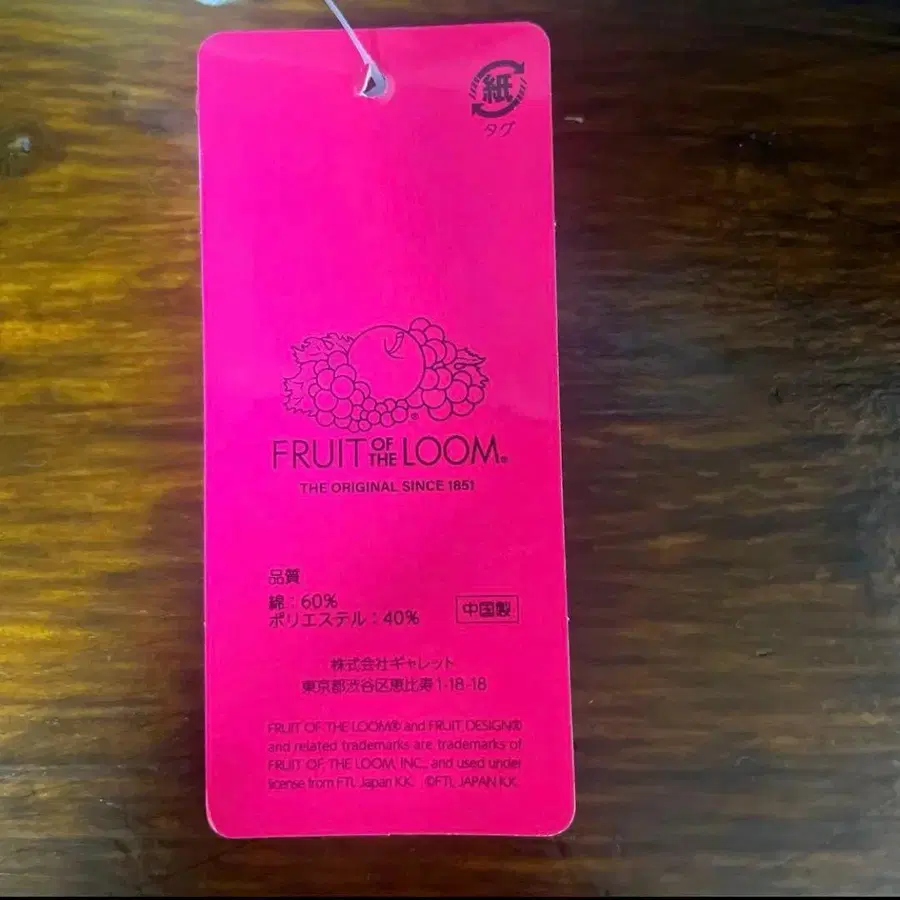 紙
タグ
FRUIT OF THE LOOM®
THE ORIGINAL SINCE 1851
品質
綿：60%
ポリエステル：40%
中国製
株式会社ギャレット
東京都渋谷区恵比寿1-18-18
FRUIT OF THE LOOM® and FRUIT DESIGN®
and related trademarks are trademarks of
FRUIT OF THE LOOM, INC., and used under
license from FTL Japan K.K. ©FTL JAPAN K.K.